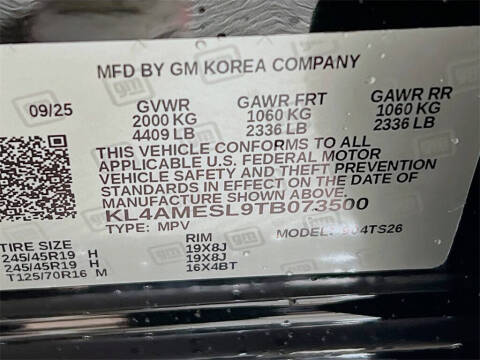 MFD BY GM KOREA COMPANY
09/25 GVWR GAWR FRT GAWR RR
2000 KG 1060 KG 1060 KG
4409 LB 2336 LB 2336 LB
THIS VEHICLE CONFORMS TO ALL
APPLICABLE U.S. FEDERAL MOTOR
VEHICLE SAFETY AND THEFT PREVENTION
STANDARDS IN EFFECT ON THE DATE OF
MANUFACTURE SHOWN ABOVE.
KL4AMESL9TB073500
TYPE: MPV MODEL: 4TS26
TIRE SIZE RIM
245/45R19 H 19X8J
245/45R19 H 19X8J
T125/70R16 M 16X4BT